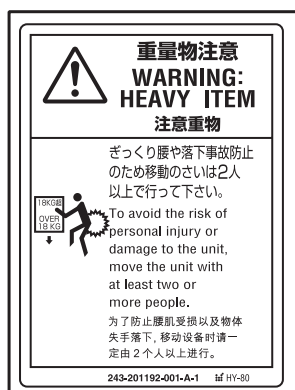 重量物注意
WARNING:
HEAVY ITEM
注意重物
ぎっくり腰や落下事故防止
のため移動のさいは2人
以上で行って下さい。
18KG超
OVER
18 KG
To avoid the risk of
personal injury or
damage to the unit,
move the unit with
at least two or
more people.
为了防止腰肌受损以及物体
失手落下，移动设备时请一
定由2个人以上进行。
243-201192-001-A-1
HY-80